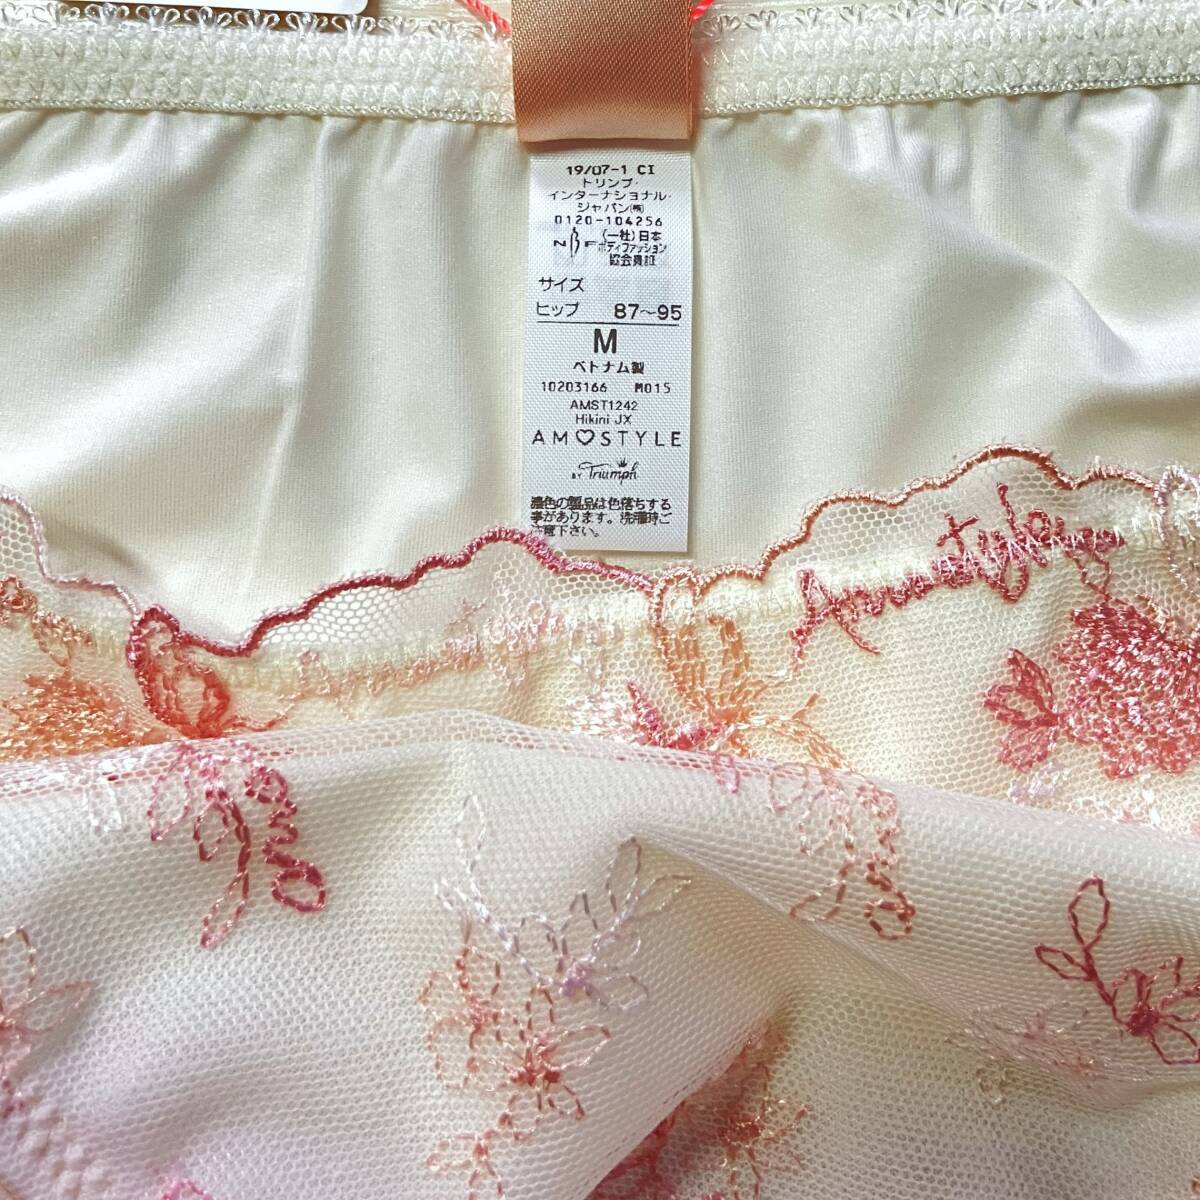 19/07-1 CI
トリンプ・
インターナショナル・
ジャパン㈱
0120-104256
NBF (一社)日本
ボディファッション
協会員証
サイズ
ヒップ 87～95
M
ベトナム製
10203166 M015
AMST1242
Hikini JX
AM♡STYLE
BY Triumph
濃色の製品は色落ちする
事があります。洗濯時ご
注意下さい。
Amostyle